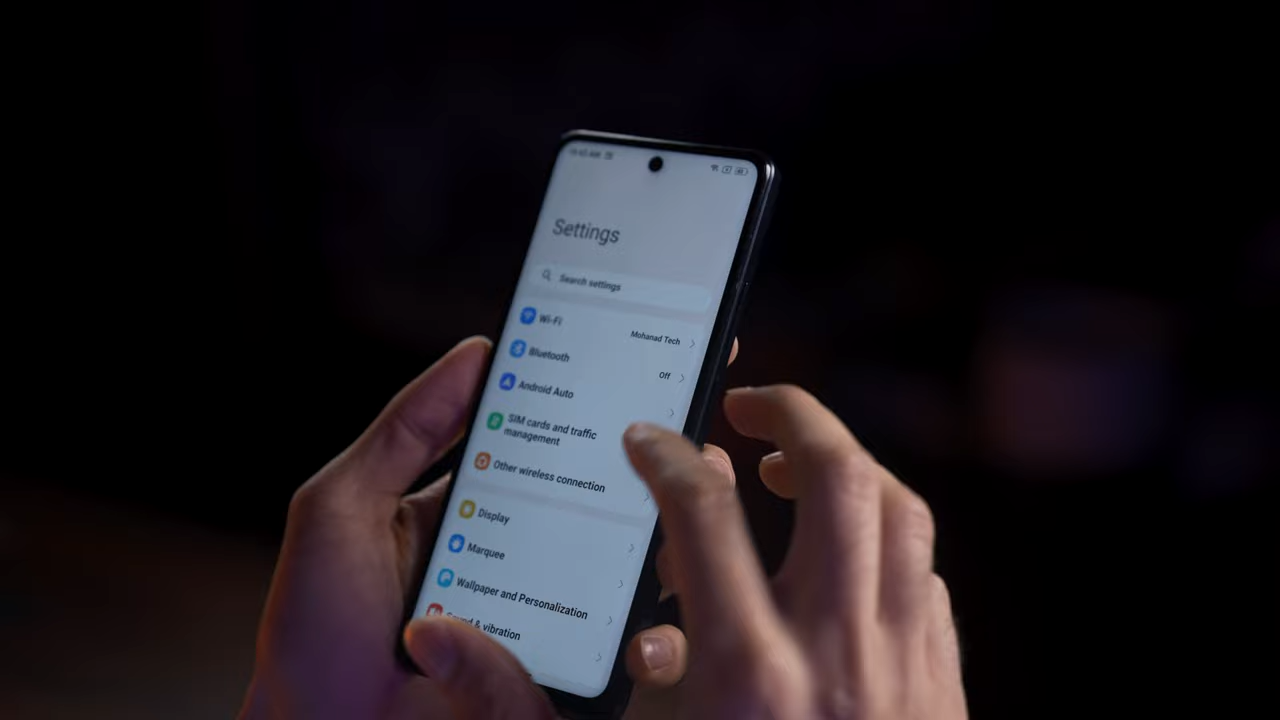 Settings
Search settings
Wi-Fi
Mohanad Tech
Bluetooth
Off
Android Auto
SIM cards and traffic
management
Other wireless connection
Display
Marquee
Wallpaper and Personalization
Sound & vibration